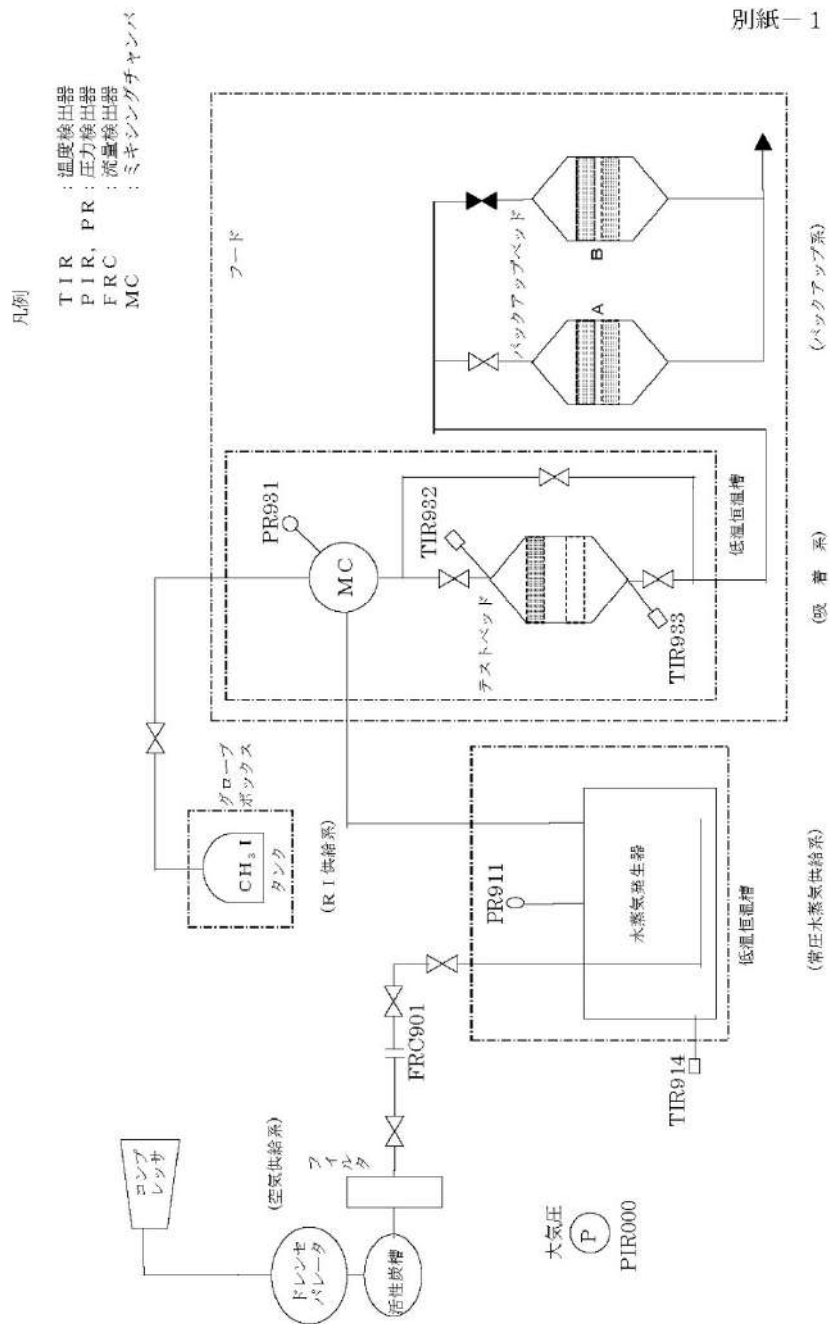 別紙－1
凡例
TIR : 温度検出器
PIR, PR : 圧力検出器
FRC : 流量検出器
MC : ミキシングチャンバ
コンプ
レッサ
ドレンセ
パレータ
活性炭槽
フィル
タ
(空気供給系)
FRC901
大気圧
P
PIR000
グローブ
ボックス
CH₃I
タンク
(RI供給系)
PR911
水蒸気発生器
TIR914
低温恒温槽
(常圧水蒸気供給系)
フード
MC
PR931
TIR932
テストベッド
TIR933
低温恒温槽
(吸着系)
バックアップベッド
A
B
(バックアップ系)